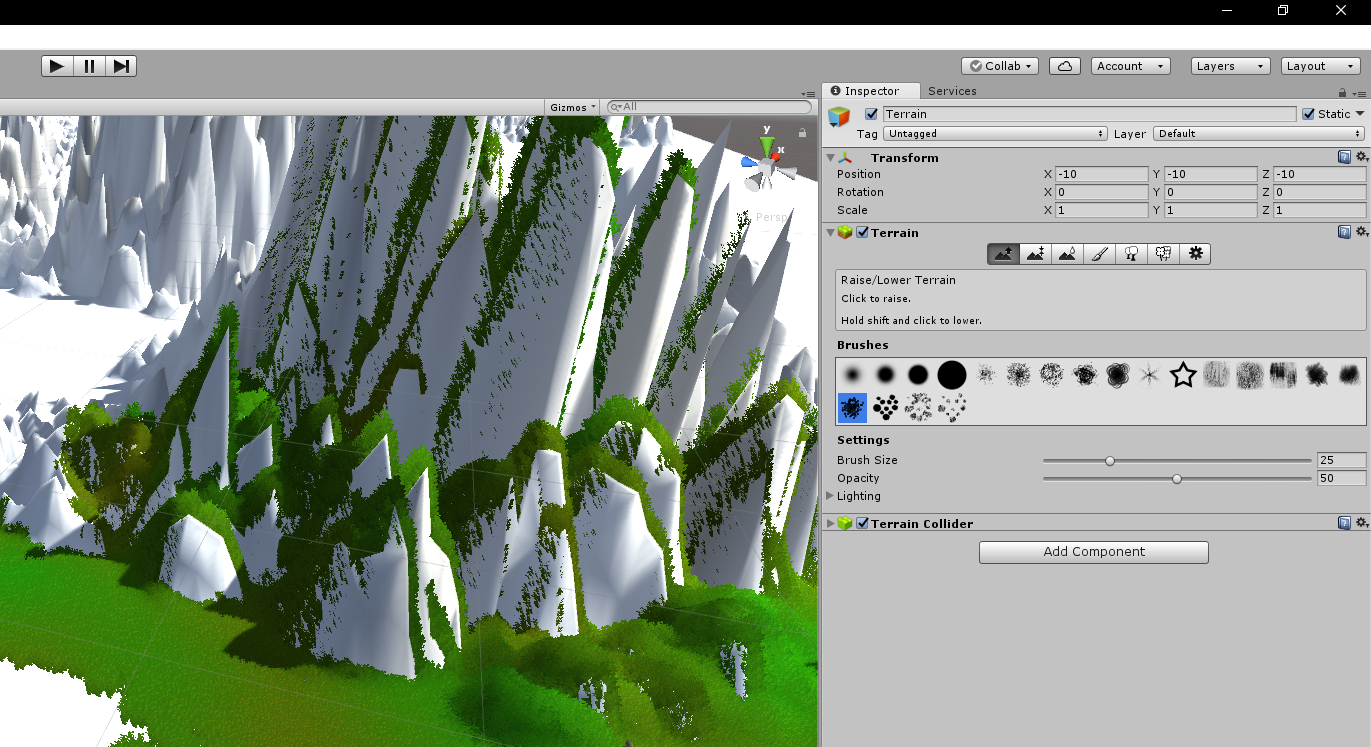 Collab Account Layers Layout
Inspector Services
Gizmos All
Terrain Static
Tag Untagged Layer Default
y
x
Persp
Transform
Position X -10 Y -10 Z -10
Rotation X 0 Y 0 Z 0
Scale X 1 Y 1 Z 1
Terrain
Raise/Lower Terrain
Click to raise.
Hold shift and click to lower.
Brushes
Settings
Brush Size 25
Opacity 50
Lighting
Terrain Collider
Add Component